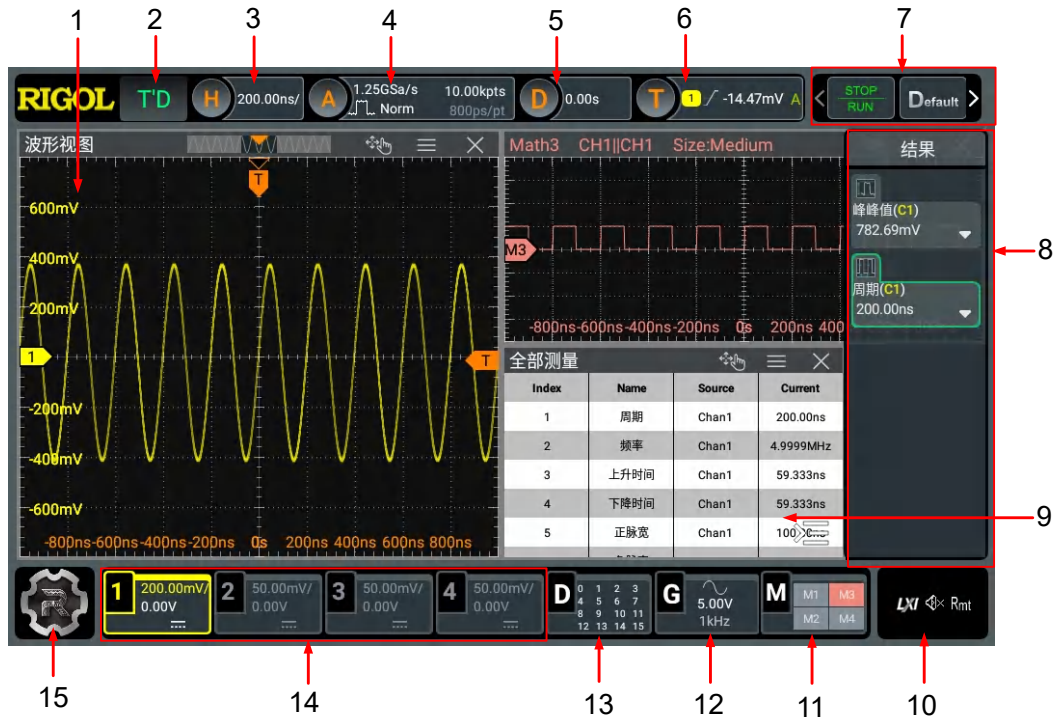 1 2 3 4 5 6 7
RIGOL T'D H 200.00ns/ A 1.25GSa/s 10.00kpts D 0.00s T 1 -14.47mV A < STOP Default >
Norm 800ps/pt RUN
波形视图
T
600mV
400mV
200mV
1 T
-200mV
-400mV
-600mV
-800ns -600ns -400ns -200ns 0s 200ns 400ns 600ns 800ns
Math3 CH1||CH1 Size:Medium
M3
-800ns -600ns -400ns -200ns 0s 200ns 400
全部测量
Index Name Source Current
1 周期 Chan1 200.00ns
2 频率 Chan1 4.9999MHz
3 上升时间 Chan1 59.333ns
4 下降时间 Chan1 59.333ns
5 正脉宽 Chan1
结果
峰峰值(C1)
782.69mV
周期(C1)
200.00ns
8
9
R
1 200.00mV/
0.00V
2 50.00mV/
0.00V
3 50.00mV/
0.00V
4 50.00mV/
0.00V
D 0 1 2 3
4 5 6 7
8 9 10 11
12 13 14 15
G 5.00V
1kHz
M M1 M3
M2 M4
LXI Rmt
15 14 13 12 11 10